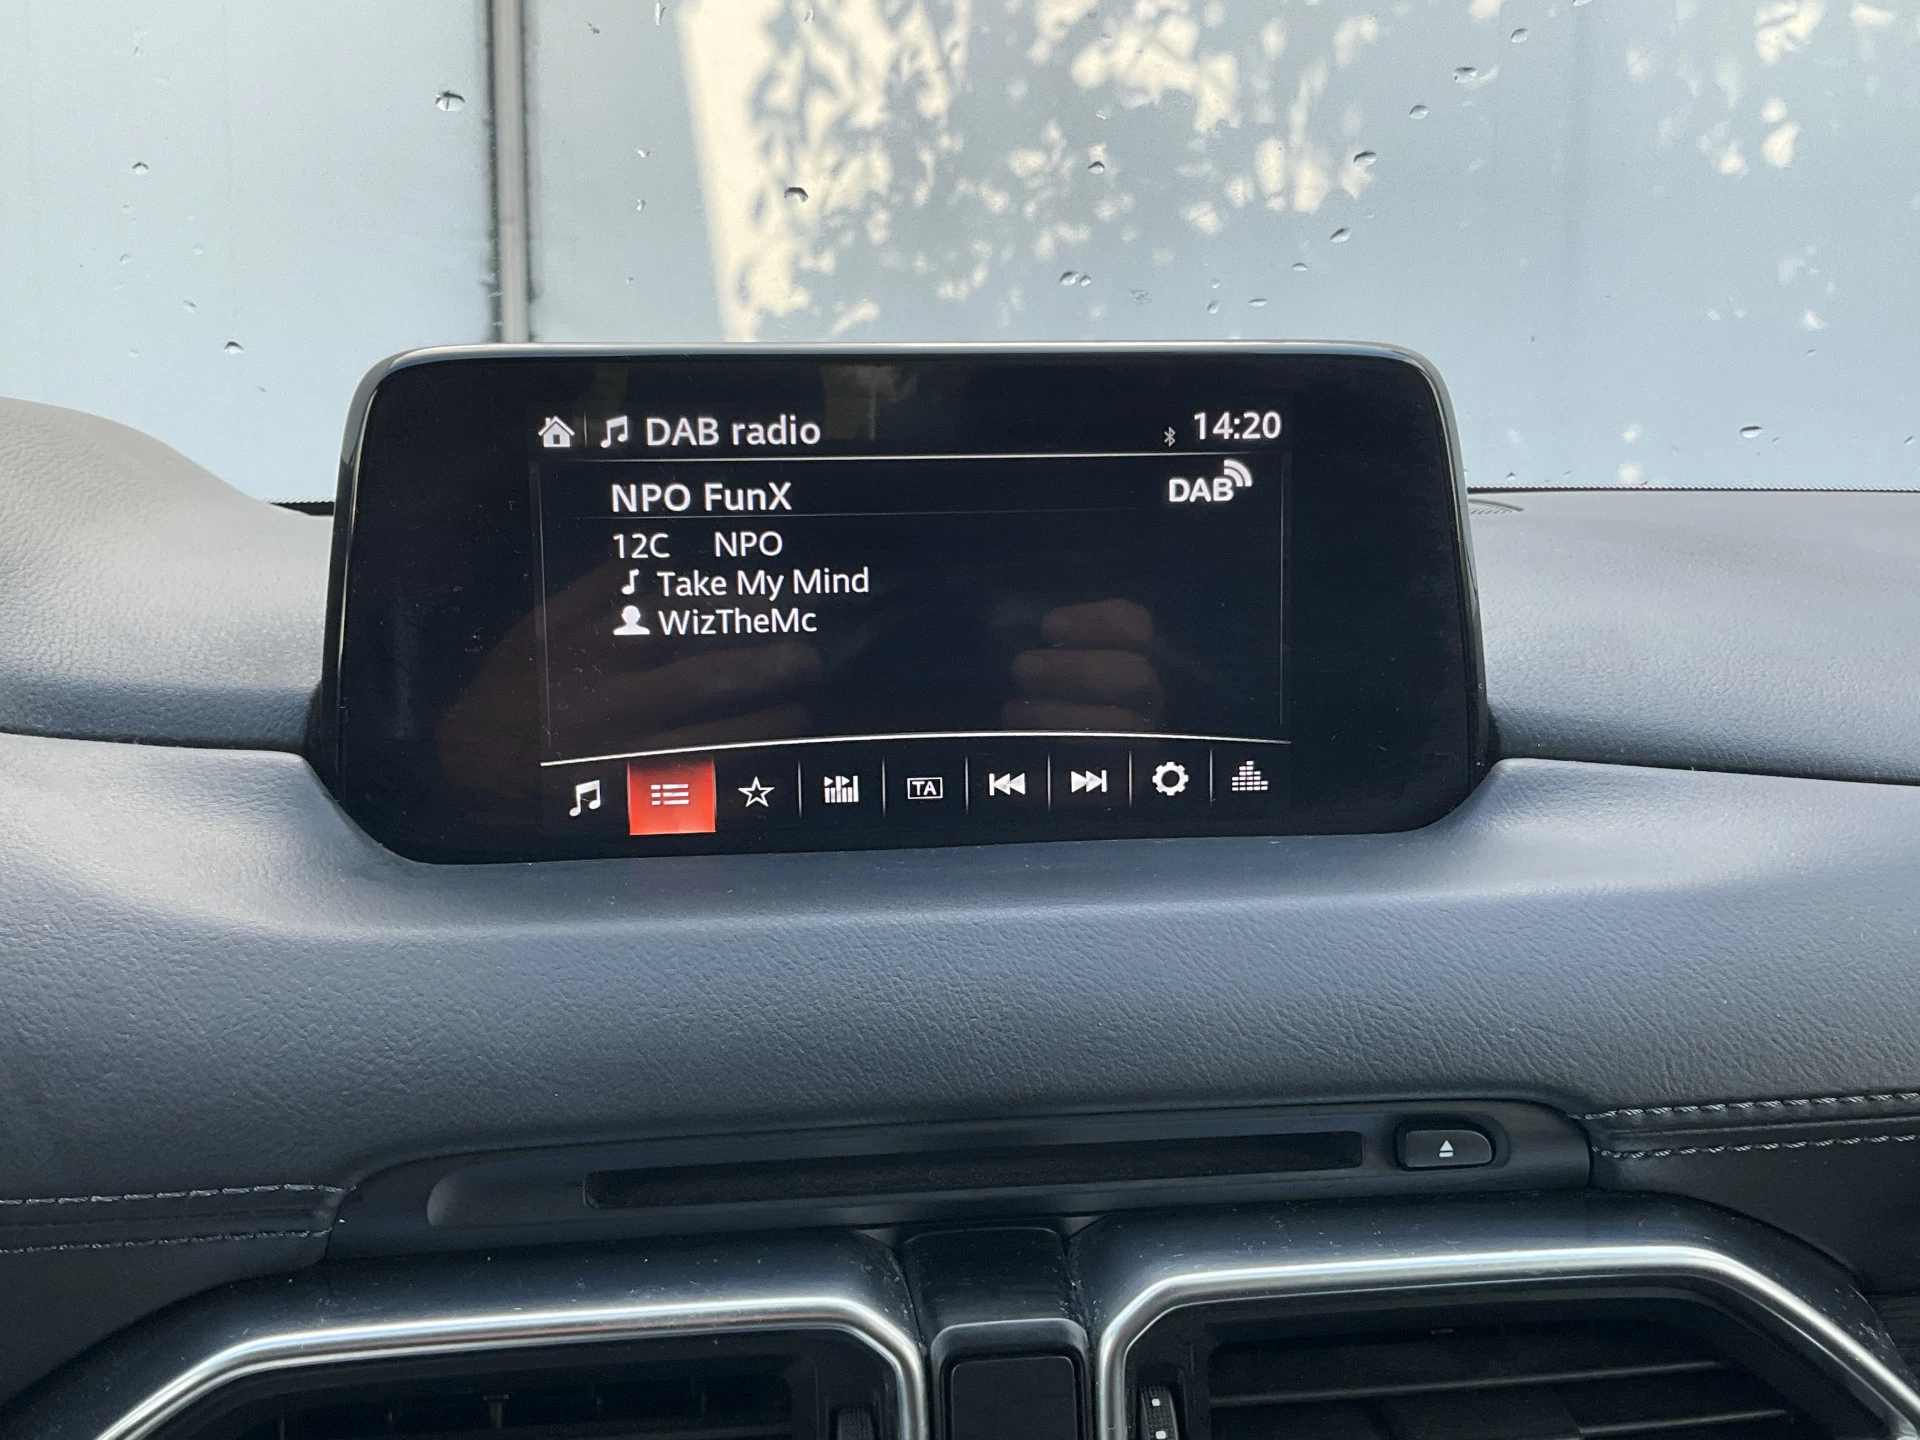 DAB radio 14:20
NPO FunX DAB
12C NPO
Take My Mind
WizTheMc
TA